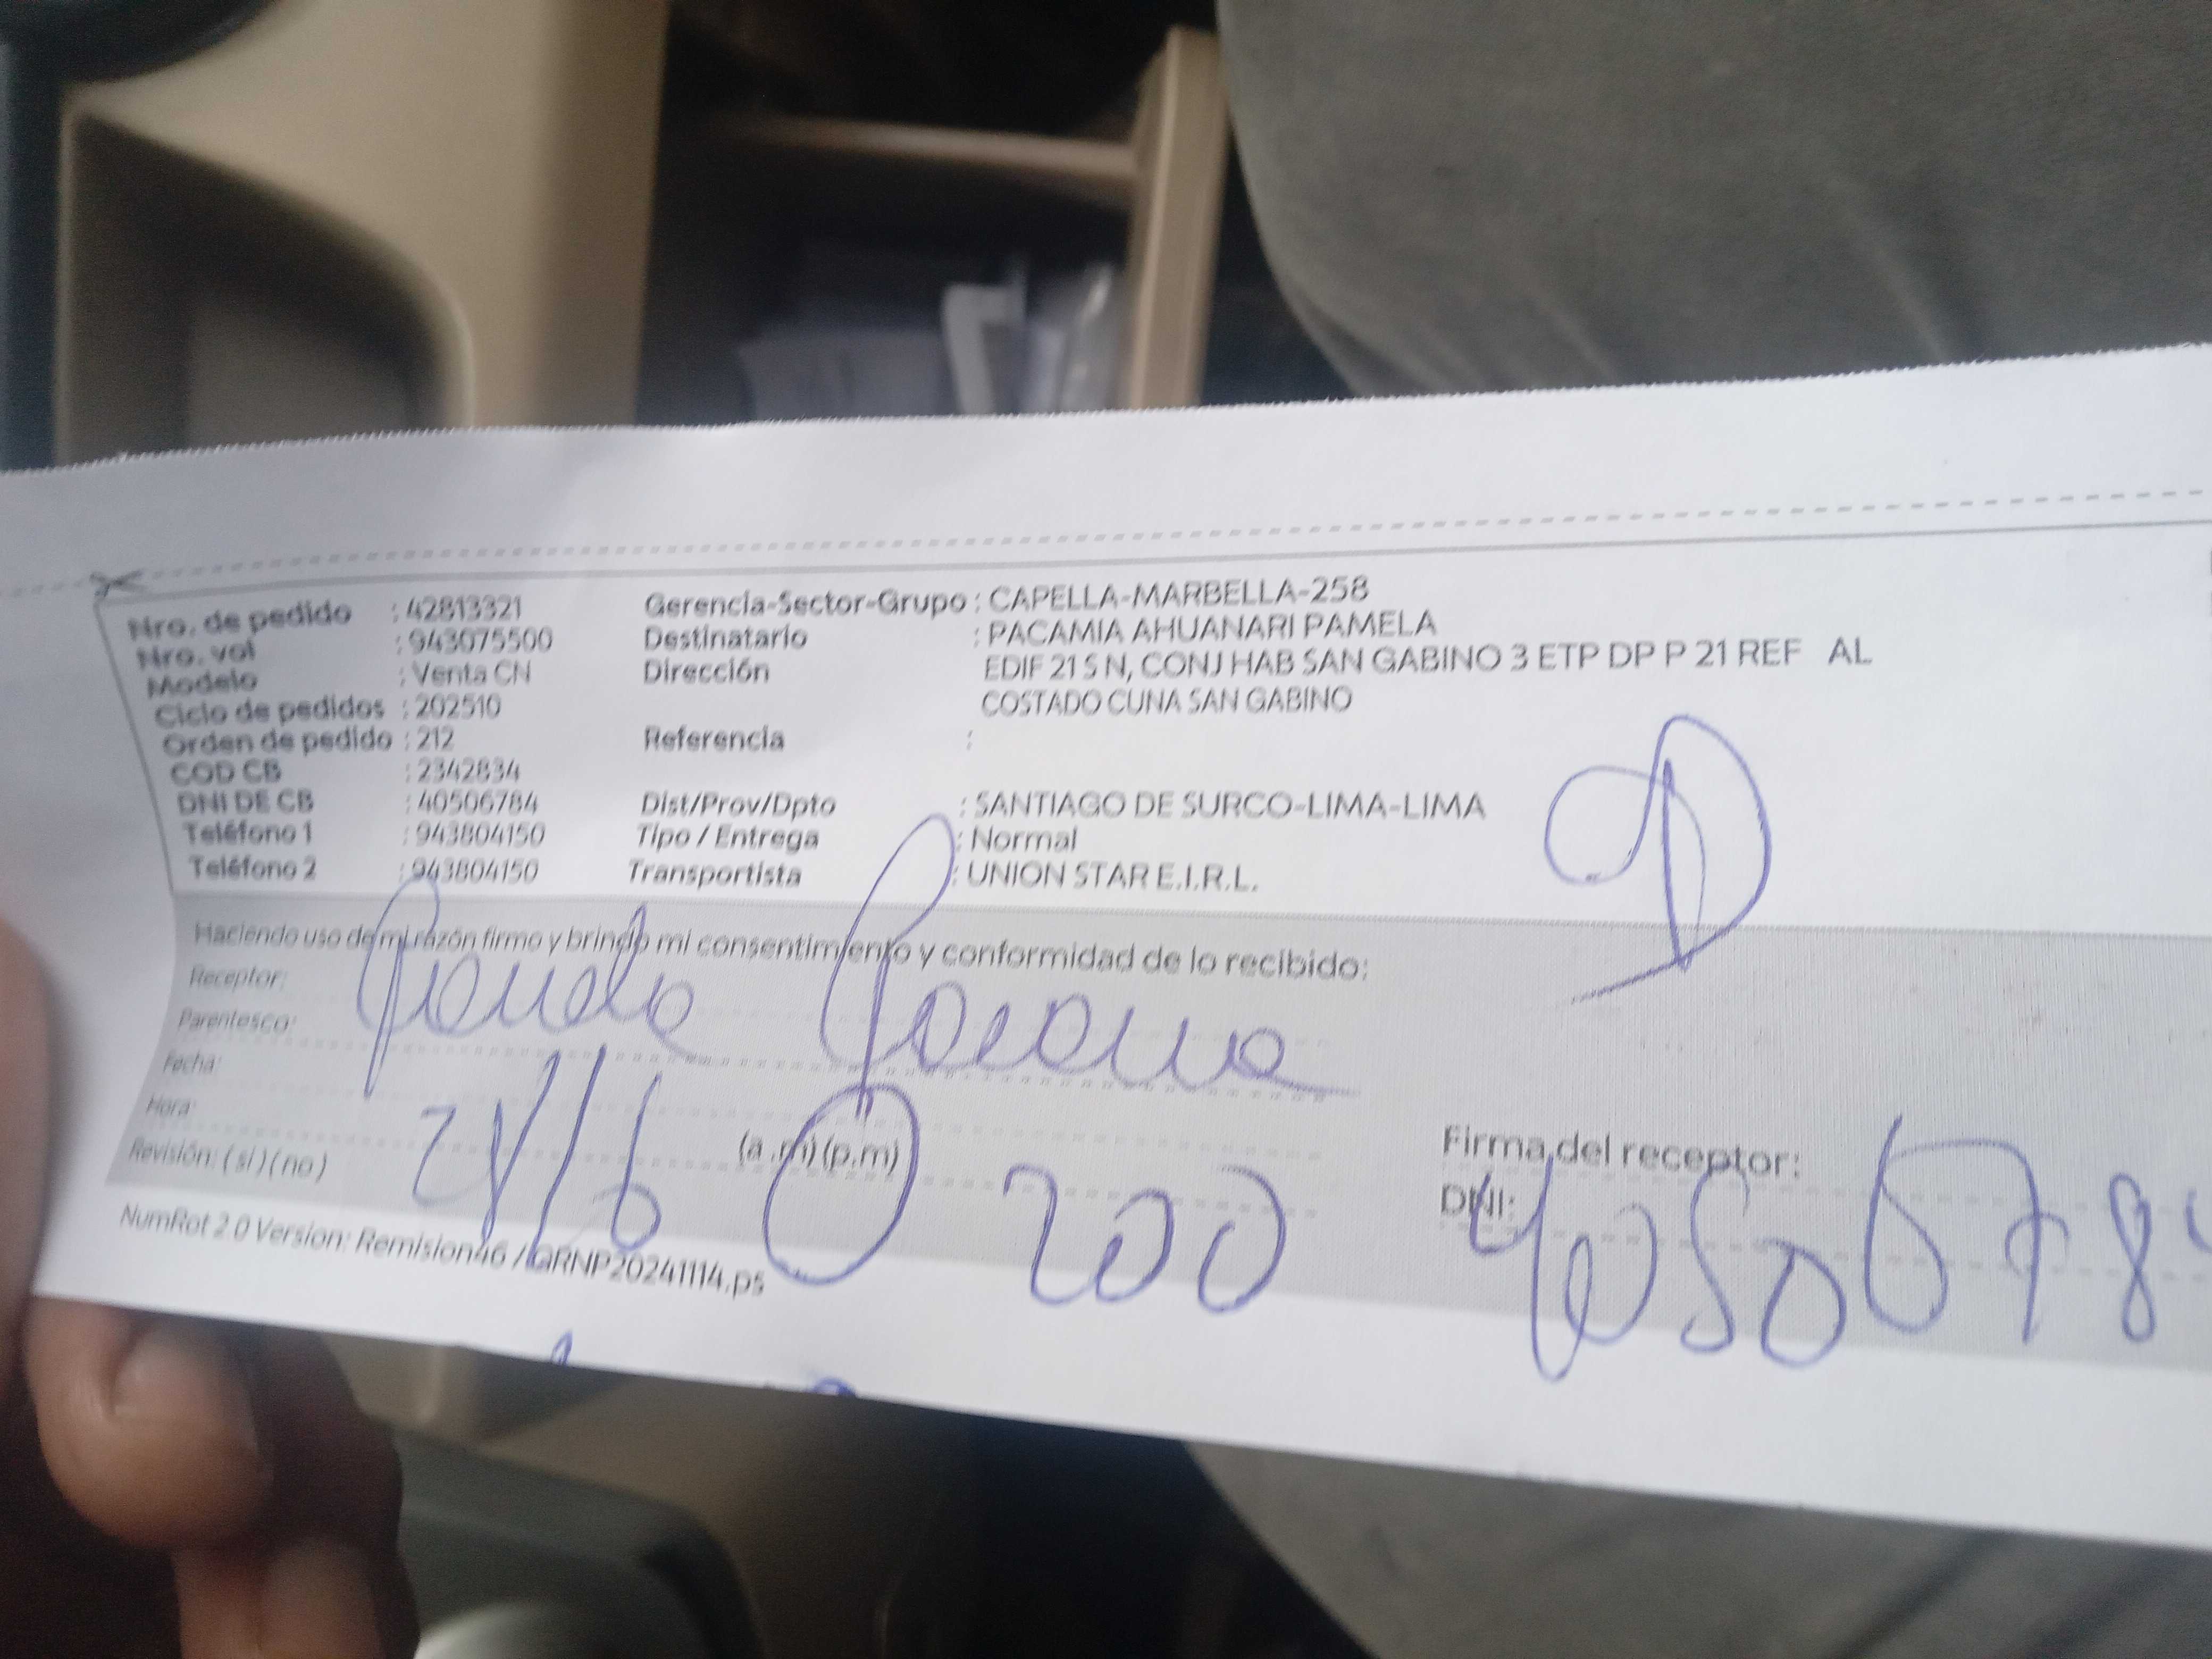 Nro. de pedido : 42813321 Gerencia-Sector-Grupo : CAPELLA-MARBELLA-258
Nro. vol : 943075500 Destinatario : PACAMIA AHUANARI PAMELA
Modelo : Venta CN Dirección EDIF 21 S N, CONJ HAB SAN GABINO 3 ETP DP P 21 REF AL
Ciclo de pedidos : 202510 COSTADO CUNA SAN GABINO
Orden de pedido : 212 Referencia :
COD CB : 2342834
DNI DE CB : 40506784 Dist/Prov/Dpto : SANTIAGO DE SURCO-LIMA-LIMA
Teléfono 1 : 943804150 Tipo / Entrega : Normal
Teléfono 2 : 943804150 Transportista : UNION STAR E.I.R.L.
Haciendo uso de mi razón firmo y brindo mi consentimiento y conformidad de lo recibido:
Receptor: Pamela
Parentesco:
Fecha:
Hora: (a.m) (p.m) Firma del receptor:
Revisión: (si) (no) 28/6 200 DNI: 4050678
NumRot 2.0 Version: Remision46 / GRNP20241114.ps